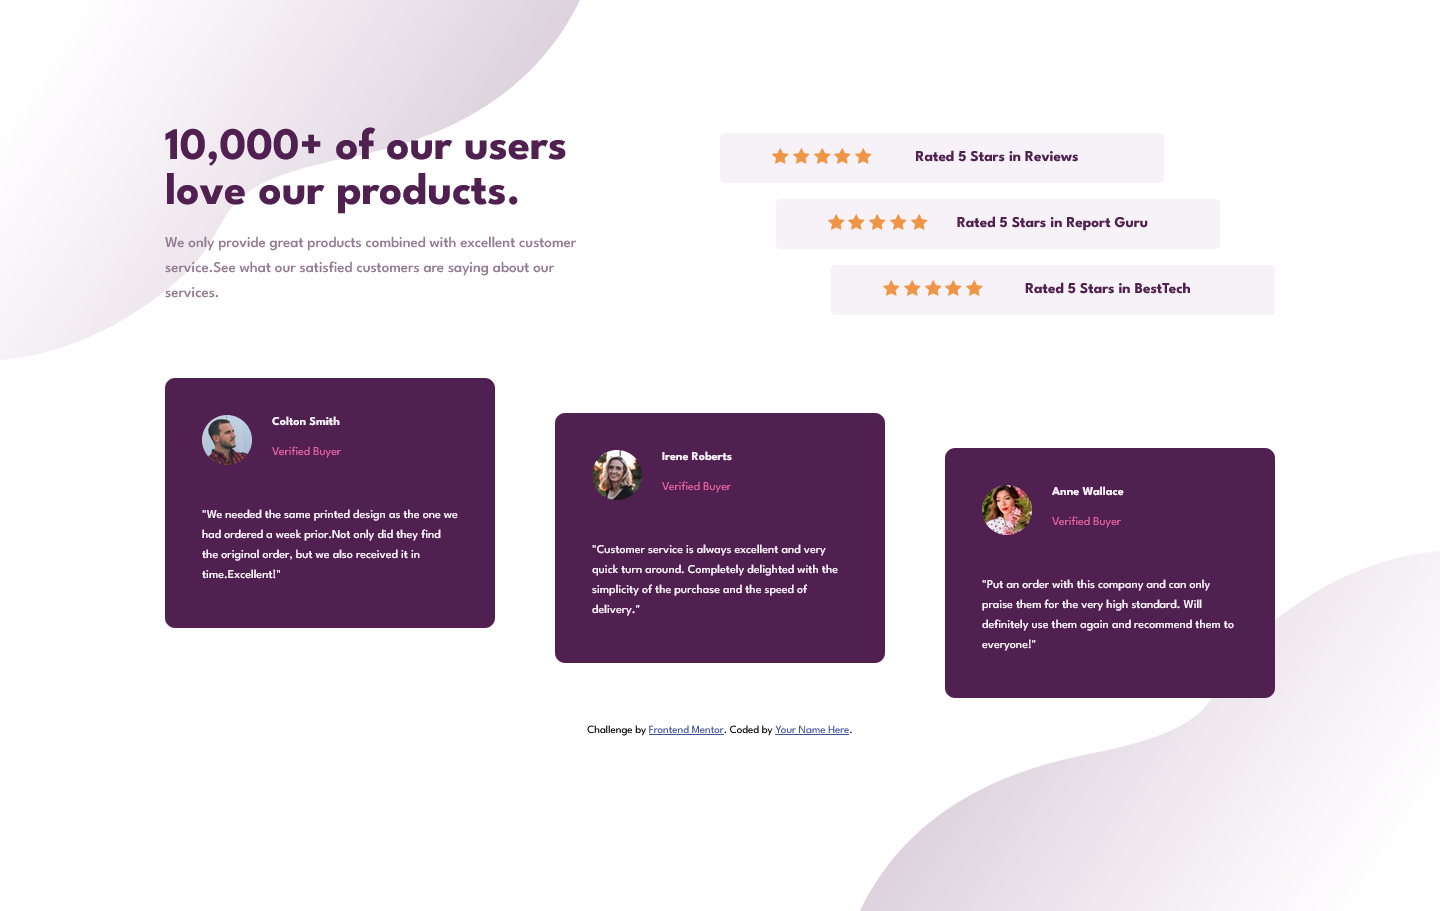 10,000+ of our users
love our products.
We only provide great products combined with excellent customer
service.See what our satisfied customers are saying about our
services.
Rated 5 Stars in Reviews
Rated 5 Stars in Report Guru
Rated 5 Stars in BestTech
Colton Smith
Verified Buyer
"We needed the same printed design as the one we
had ordered a week prior.Not only did they find
the original order, but we also received it in
time.Excellent!"
Irene Roberts
Verified Buyer
"Customer service is always excellent and very
quick turn around. Completely delighted with the
simplicity of the purchase and the speed of
delivery."
Anne Wallace
Verified Buyer
"Put an order with this company and can only
praise them for the very high standard. Will
definitely use them again and recommend them to
everyone!"
Challenge by Frontend Mentor. Coded by Your Name Here.